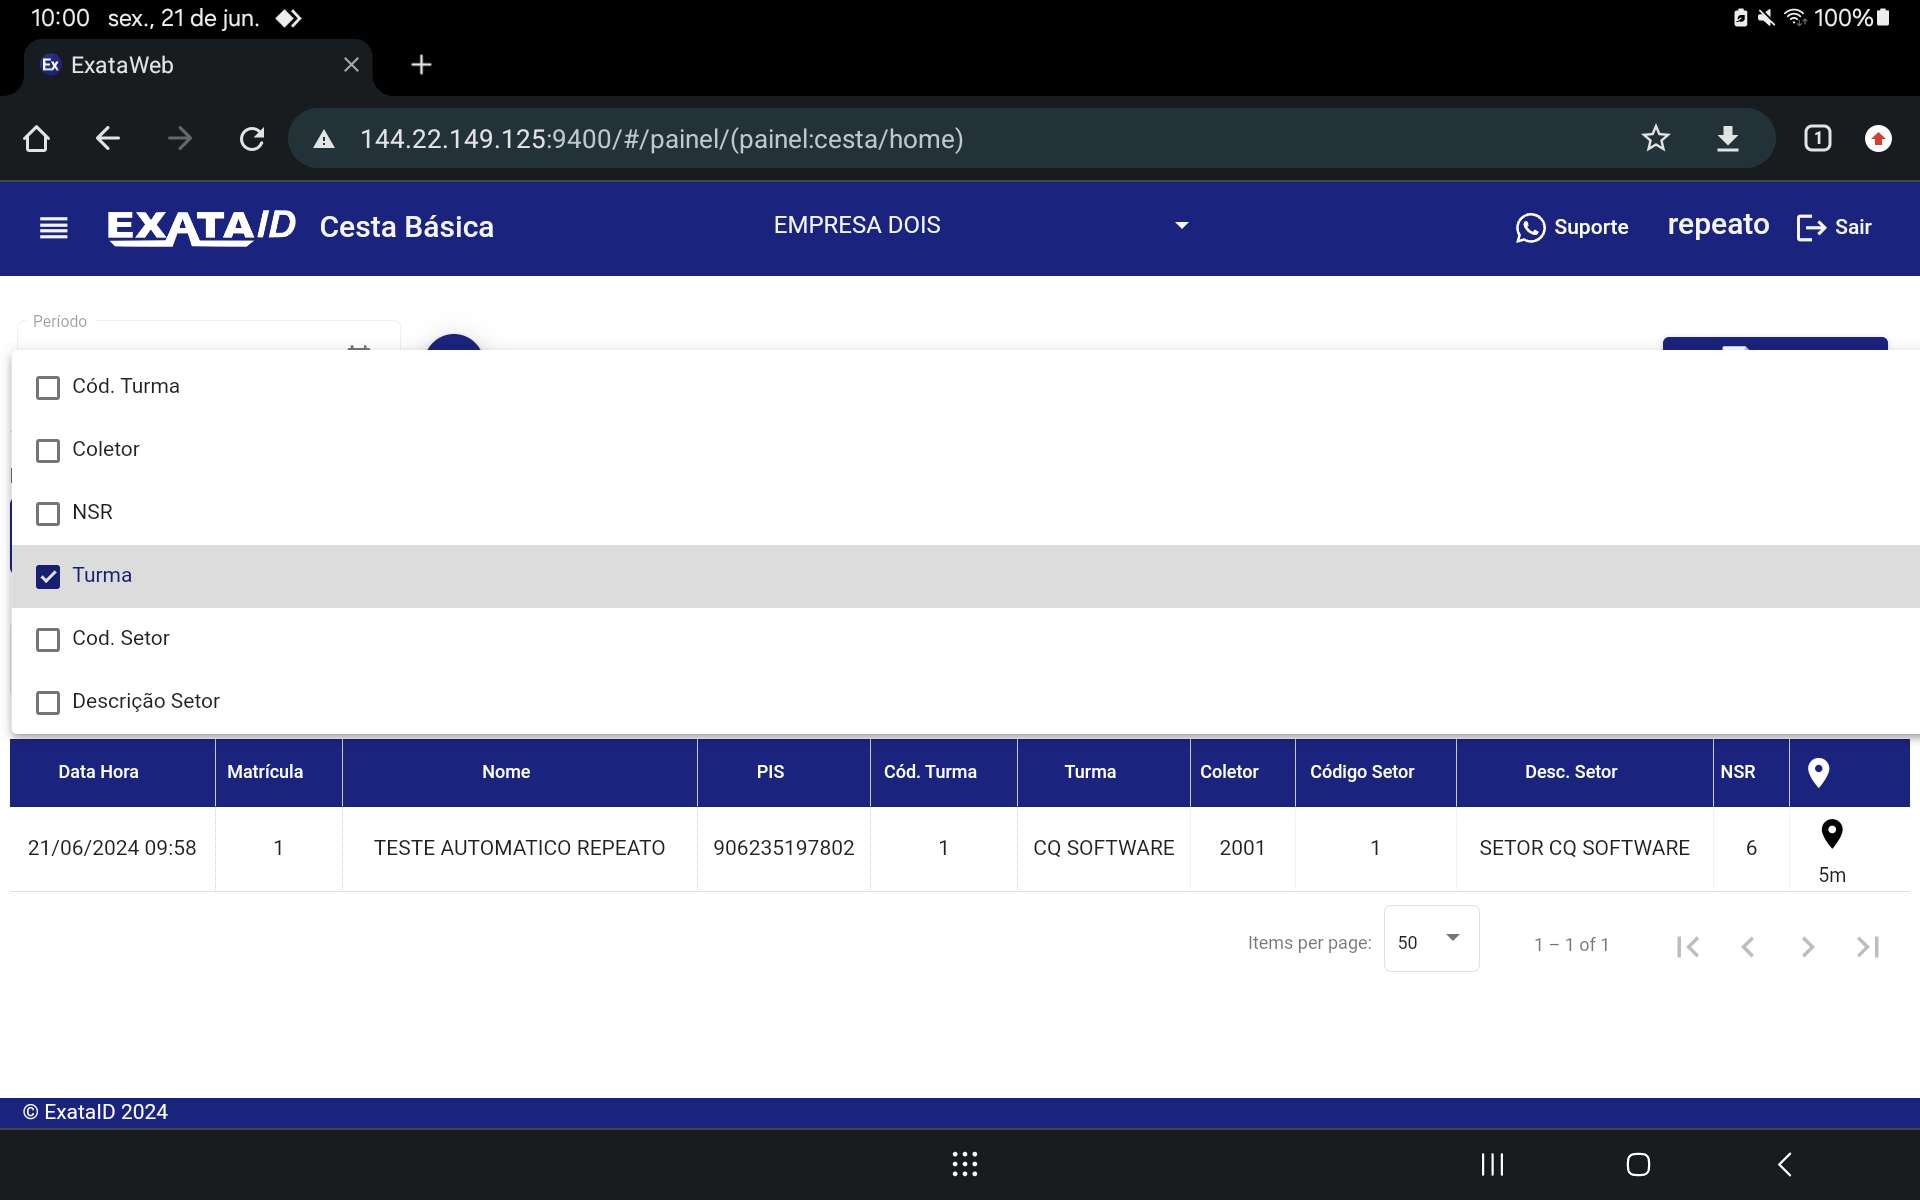 10:00 sex., 21 de jun. 100%
Ex ExataWeb
144.22.149.125:9400/#/painel/(painel:cesta/home) 1
EXATAID Cesta Básica EMPRESA DOIS Suporte repeato Sair
Período
Cód. Turma
Coletor
NSR
Turma
Cod. Setor
Descrição Setor
Data Hora Matrícula Nome PIS Cód. Turma Turma Coletor Código Setor Desc. Setor NSR
21/06/2024 09:58 1 TESTE AUTOMATICO REPEATO 906235197802 1 CQ SOFTWARE 2001 1 SETOR CQ SOFTWARE 6
5m
Items per page: 50 1 – 1 of 1
© ExataID 2024